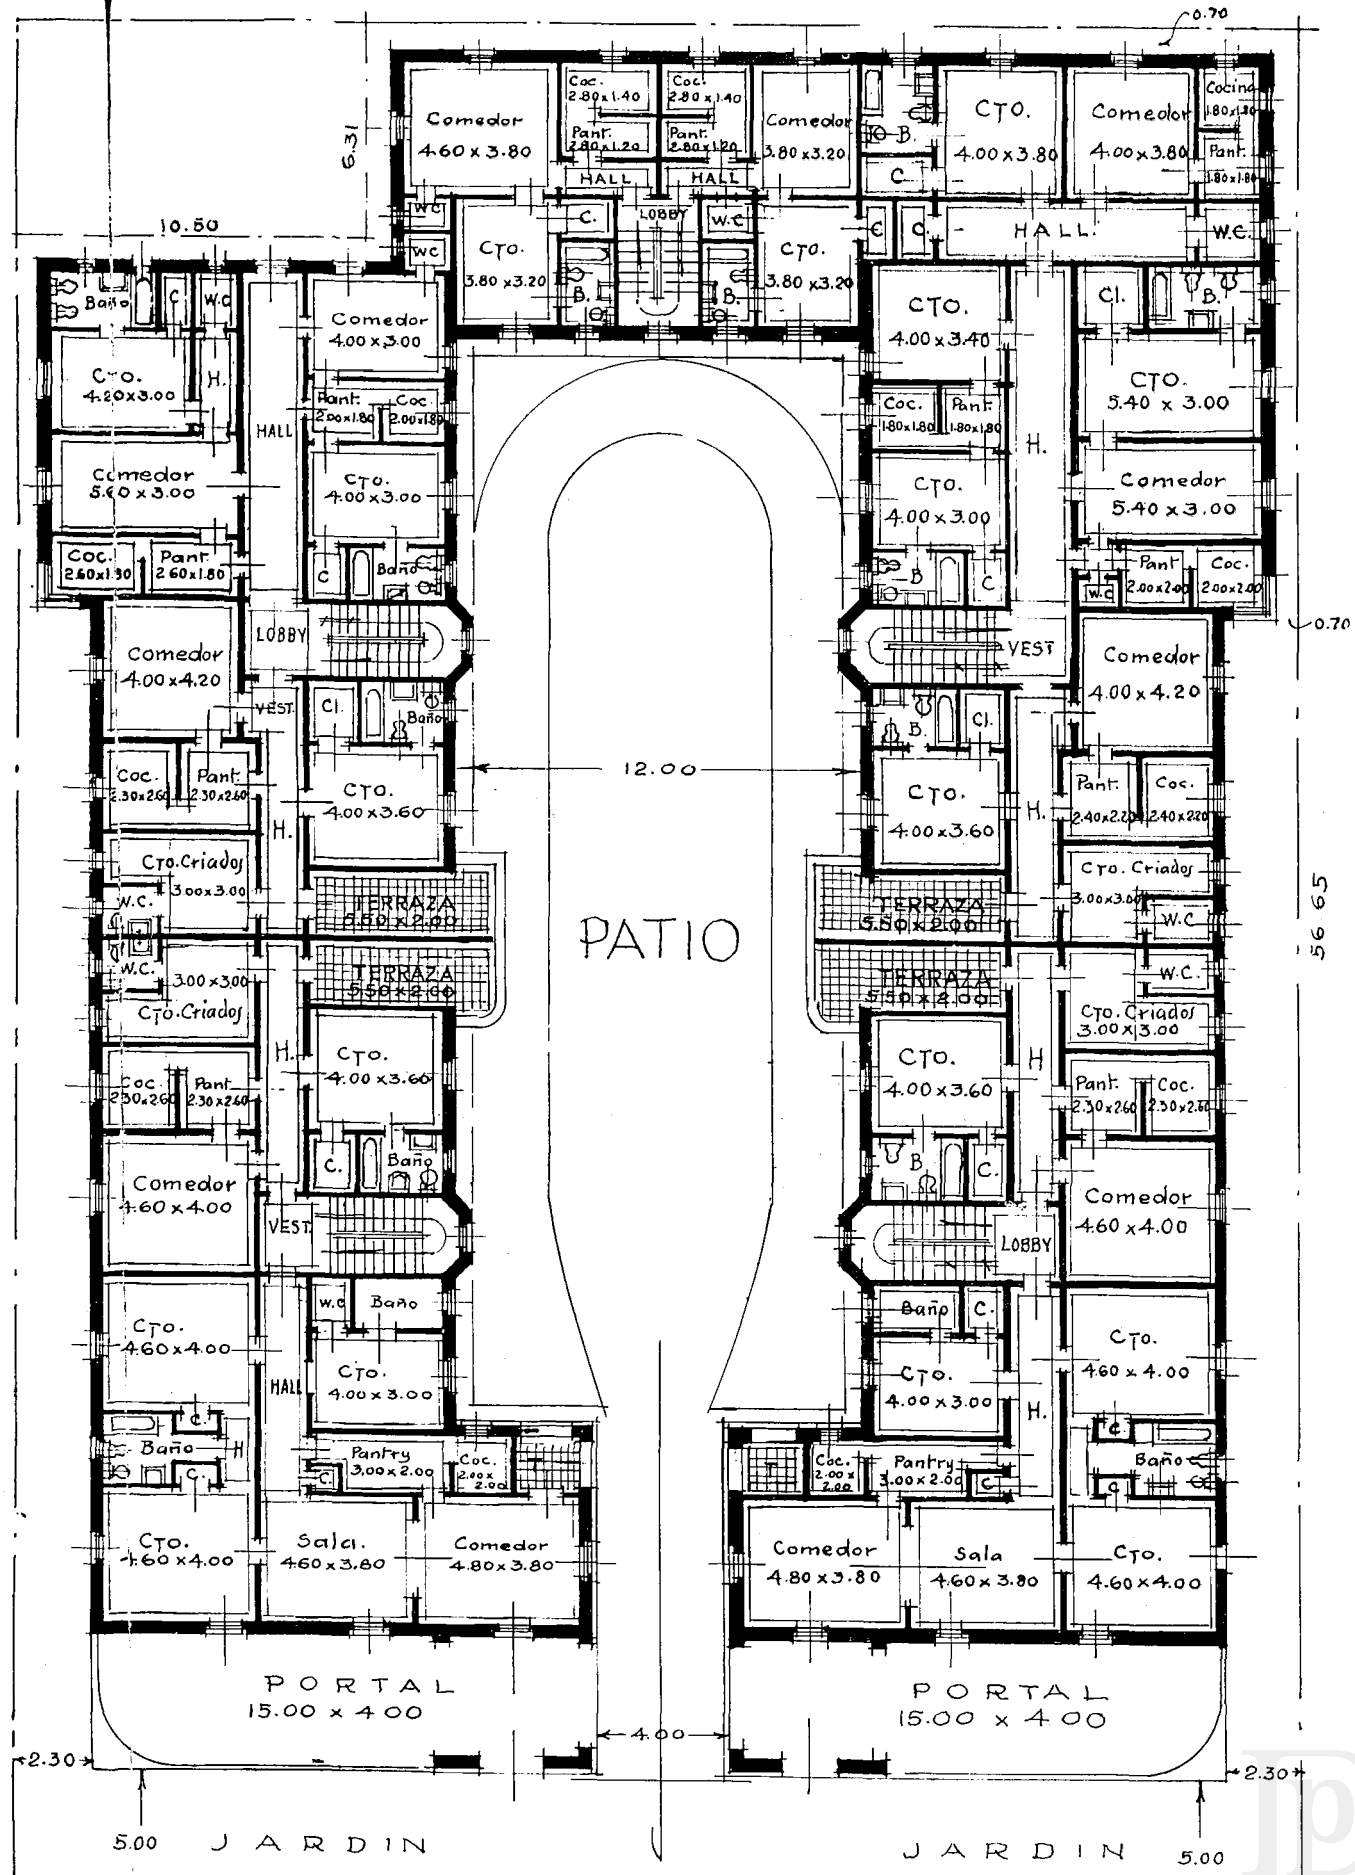 0.70
6.31
10.50
Comedor
4.60 x 3.80
Coc.
2.80 x 1.40
Pant.
2.80 x 1.20
HALL
Coc.
2.80 x 1.40
Pant.
2.80 x 1.20
HALL
Comedor
3.80 x 3.20
B.
C.
CTO.
4.00 x 3.80
Comedor
4.00 x 3.80
Cocina
1.80 x 1.80
Pant.
1.80 x 1.80
W.C
WC
CTO.
3.80 x 3.20
C.
B.
LOBBY
W.C
B.
CTO.
3.80 x 3.20
C
C.
HALL.
W.C.
Baño
C
W.C
CTO.
4.20 x 3.00
H.
C
HALL
Comedor
4.00 x 3.00
Pant.
2.00 x 1.80
Coc.
2.00 x 1.80
Comedor
5.60 x 3.00
CTO.
4.00 x 3.00
Coc.
2.60 x 1.80
Pant.
2.60 x 1.80
C
Baño
CTO.
4.00 x 3.40
Cl.
B.
CTO.
5.40 x 3.00
Coc.
1.80 x 1.80
Pant.
1.80 x 1.80
H.
CTO.
4.00 x 3.00
Comedor
5.40 x 3.00
B
C
W.C
Pant
2.00 x 2.00
Coc.
2.00 x 2.00
0.70
LOBBY
Comedor
4.00 x 4.20
VEST.
Cl.
Baño
VEST
Comedor
4.00 x 4.20
B.
Cl.
12.00
Coc.
2.30 x 2.60
Pant.
2.30 x 2.60
H.
CTO.
4.00 x 3.60
CTO.
4.00 x 3.60
H.
Pant.
2.40 x 2.20
Coc.
2.40 x 2.20
CTO. Criados
3.00 x 3.00
W.C.
TERRAZA
5.50 x 2.00
TERRAZA
5.50 x 2.00
CTO. Criados
3.00 x 3.00
W.C
56.65
PATIO
W.C.
3.00 x 3.00
CTO. Criados
TERRAZA
5.50 x 2.00
TERRAZA
5.50 x 2.00
W.C.
CTO. Criados
3.00 x 3.00
Coc
2.30 x 2.60
Pant
2.30 x 2.60
H.
CTO.
4.00 x 3.60
CTO.
4.00 x 3.60
H
Pant.
2.30 x 2.60
Coc.
2.30 x 2.60
C.
Baño
B
C.
Comedor
4.60 x 4.00
VEST.
LOBBY
Comedor
4.60 x 4.00
W.C
Baño
Baño
C.
CTO.
4.60 x 4.00
HALL
CTO.
4.00 x 3.00
CTO.
4.00 x 3.00
H.
CTO.
4.60 x 4.00
C.
Baño
H
C.
Pantry
3.00 x 2.00
C.
Coc.
2.00 x
2.00
T
T
Coc.
2.00 x
2.00
Pantry
3.00 x 2.00
C.
C
Baño
C
CTO.
4.60 x 4.00
Sala.
4.60 x 3.80
Comedor
4.80 x 3.80
Comedor
4.80 x 3.80
Sala
4.60 x 3.80
CTO.
4.60 x 4.00
PORTAL
15.00 x 4.00
PORTAL
15.00 x 4.00
4.00
2.30
2.30
5.00
JARDIN
JARDIN
5.00